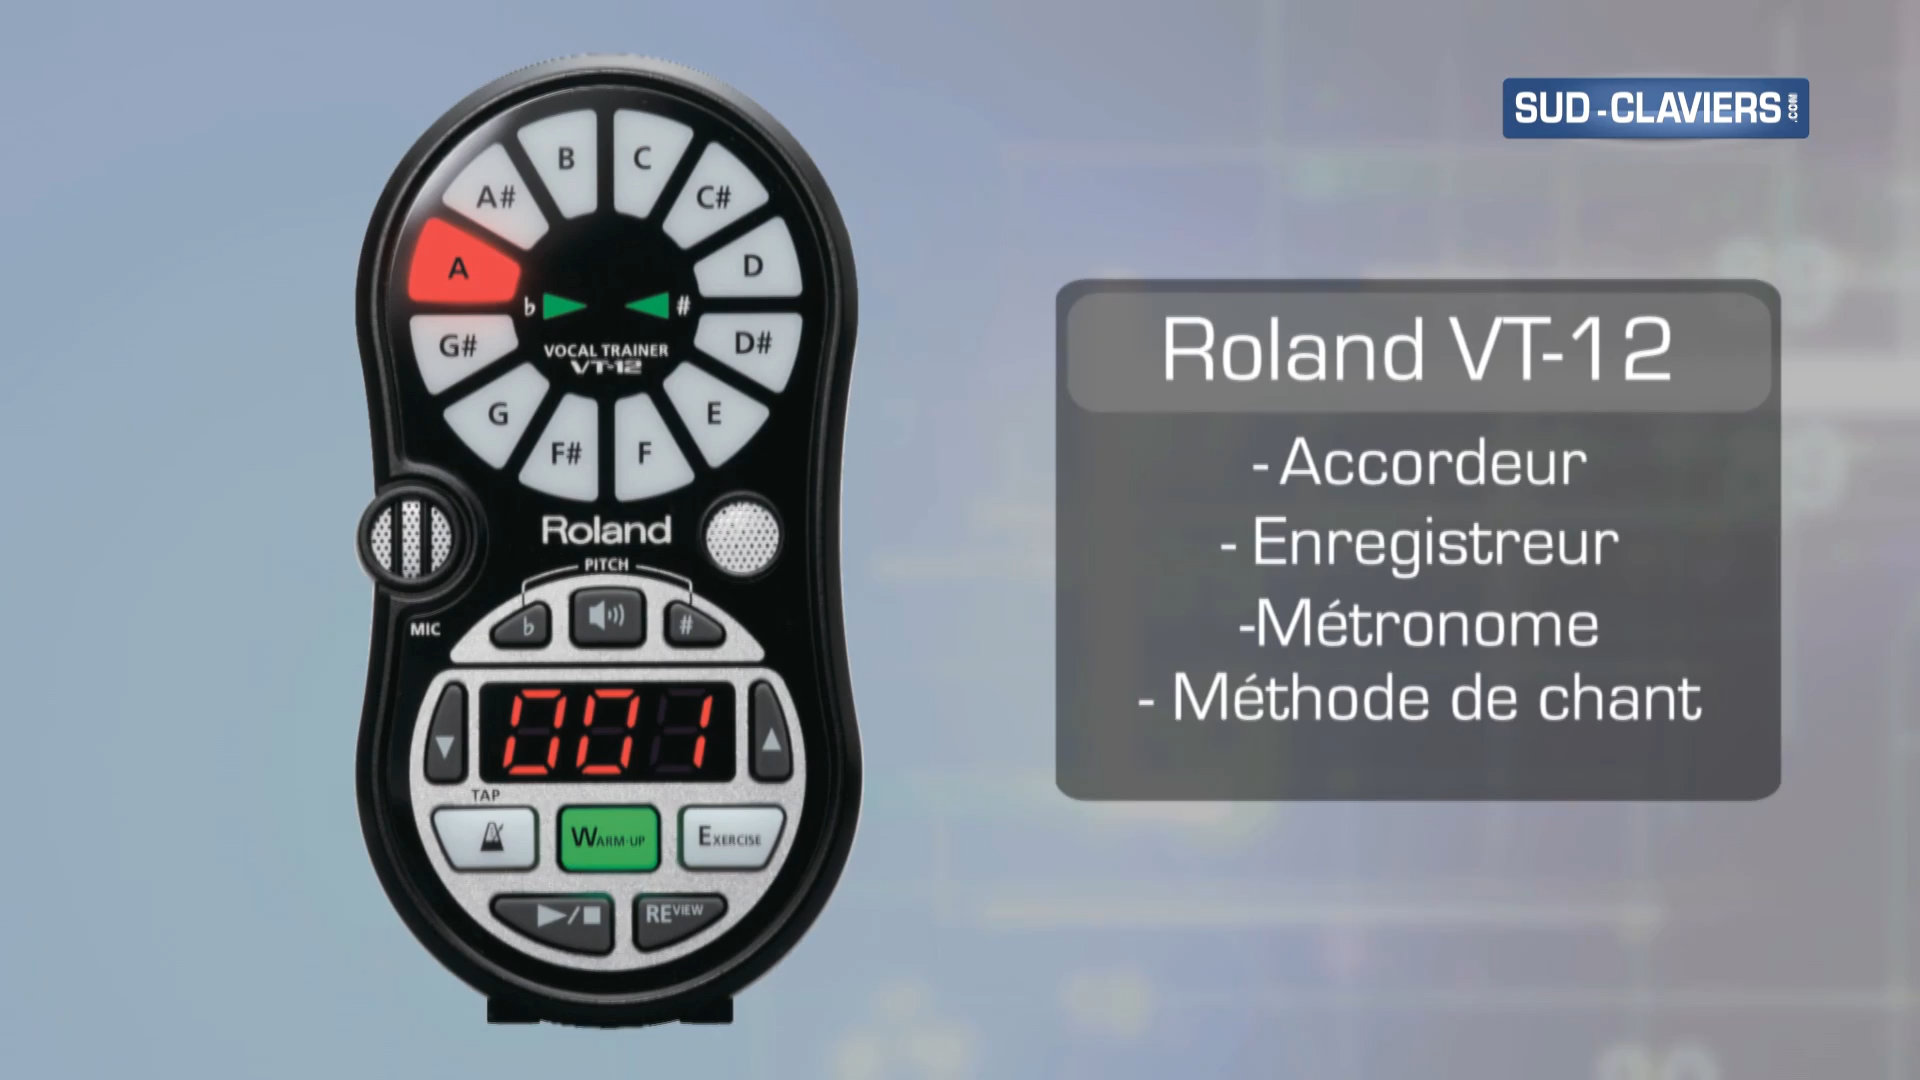 SUD-CLAVIERS.COM
B C
A# C#
A D
♭ #
G# D#
VOCAL TRAINER
VT-12
G E
F# F
Roland
PITCH
♭ #
MIC
001
TAP
WARM-UP EXERCISE
REVIEW
Roland VT-12
- Accordeur
- Enregistreur
-Métronome
- Méthode de chant